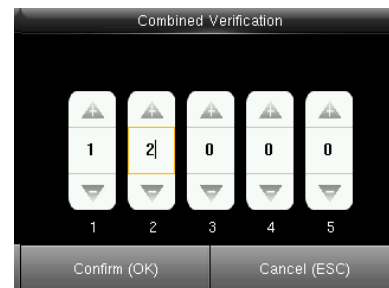 Combined Verification
1 2 0 0 0
1 2 3 4 5
Confirm (OK) Cancel (ESC)